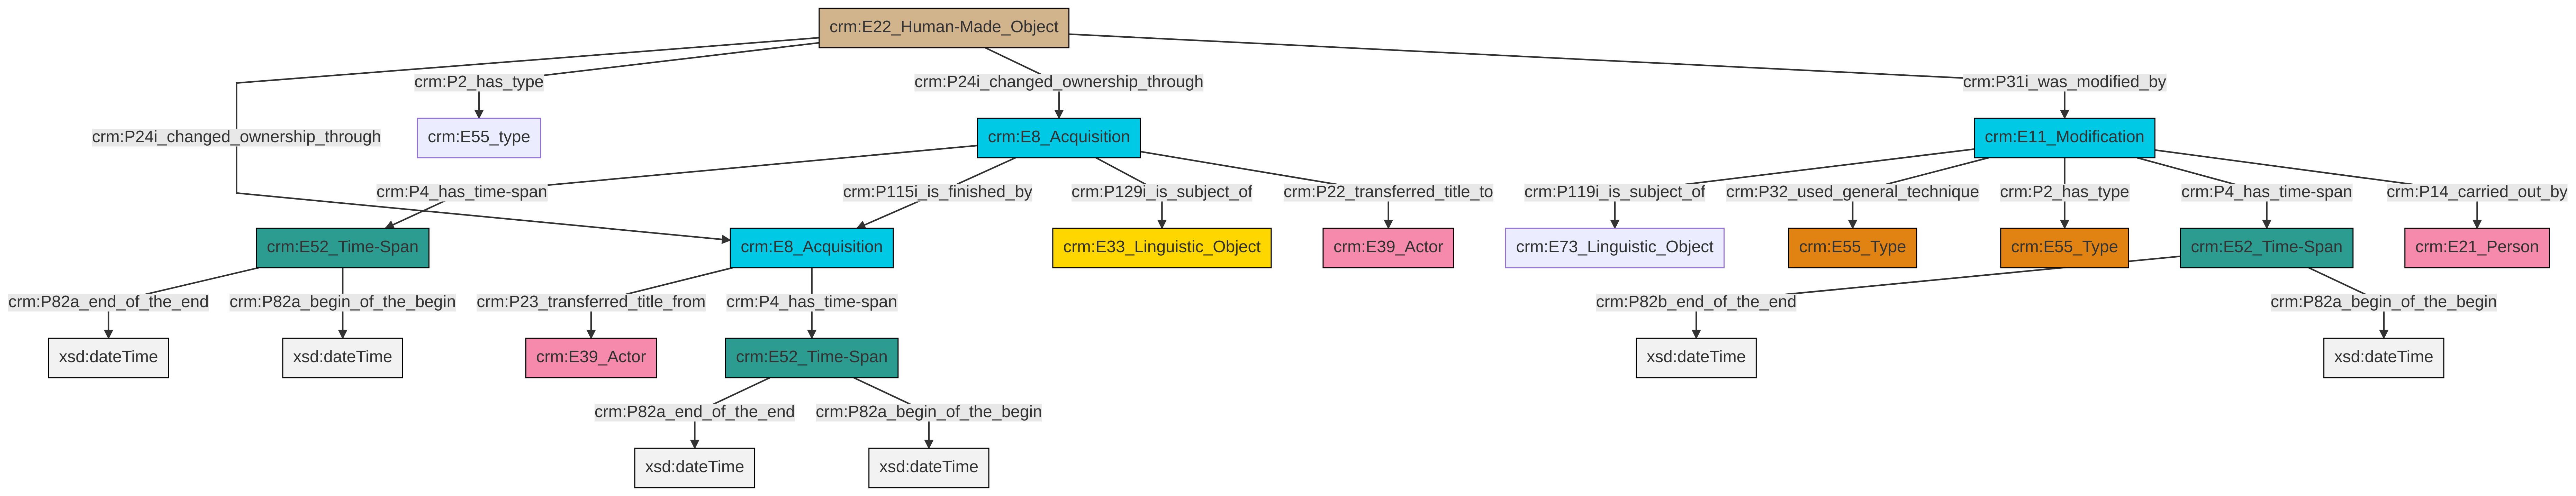 crm:E22_Human-Made_Object
crm:P2_has_type
crm:P24i_changed_ownership_through
crm:P31i_was_modified_by
crm:P24i_changed_ownership_through
crm:E55_type
crm:E8_Acquisition
crm:E11_Modification
crm:P4_has_time-span
crm:P115i_is_finished_by
crm:P129i_is_subject_of
crm:P22_transferred_title_to
crm:P119i_is_subject_of
crm:P32_used_general_technique
crm:P2_has_type
crm:P4_has_time-span
crm:P14_carried_out_by
crm:E52_Time-Span
crm:E8_Acquisition
crm:E33_Linguistic_Object
crm:E39_Actor
crm:E73_Linguistic_Object
crm:E55_Type
crm:E55_Type
crm:E52_Time-Span
crm:E21_Person
crm:P82a_end_of_the_end
crm:P82a_begin_of_the_begin
crm:P23_transferred_title_from
crm:P4_has_time-span
crm:P82b_end_of_the_end
crm:P82a_begin_of_the_begin
xsd:dateTime
xsd:dateTime
crm:E39_Actor
crm:E52_Time-Span
xsd:dateTime
xsd:dateTime
crm:P82a_end_of_the_end
crm:P82a_begin_of_the_begin
xsd:dateTime
xsd:dateTime